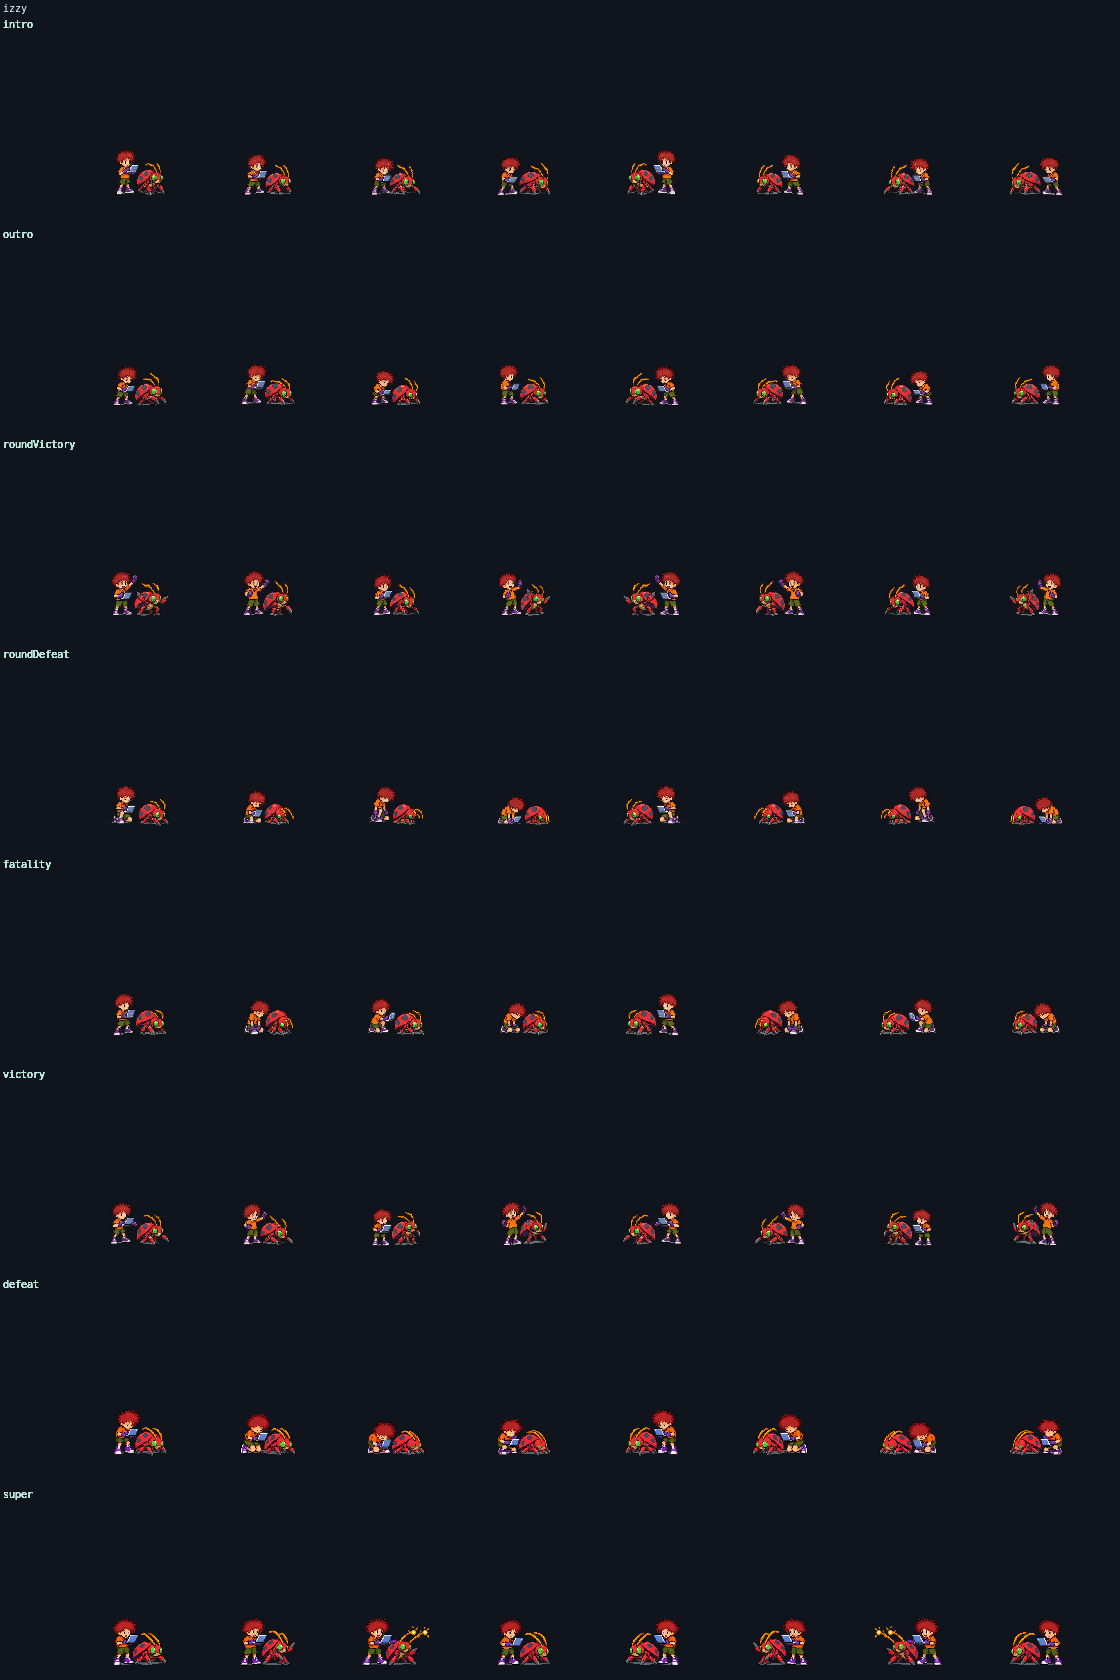 izzy
intro
outro
roundVictory
roundDefeat
fatality
victory
defeat
super